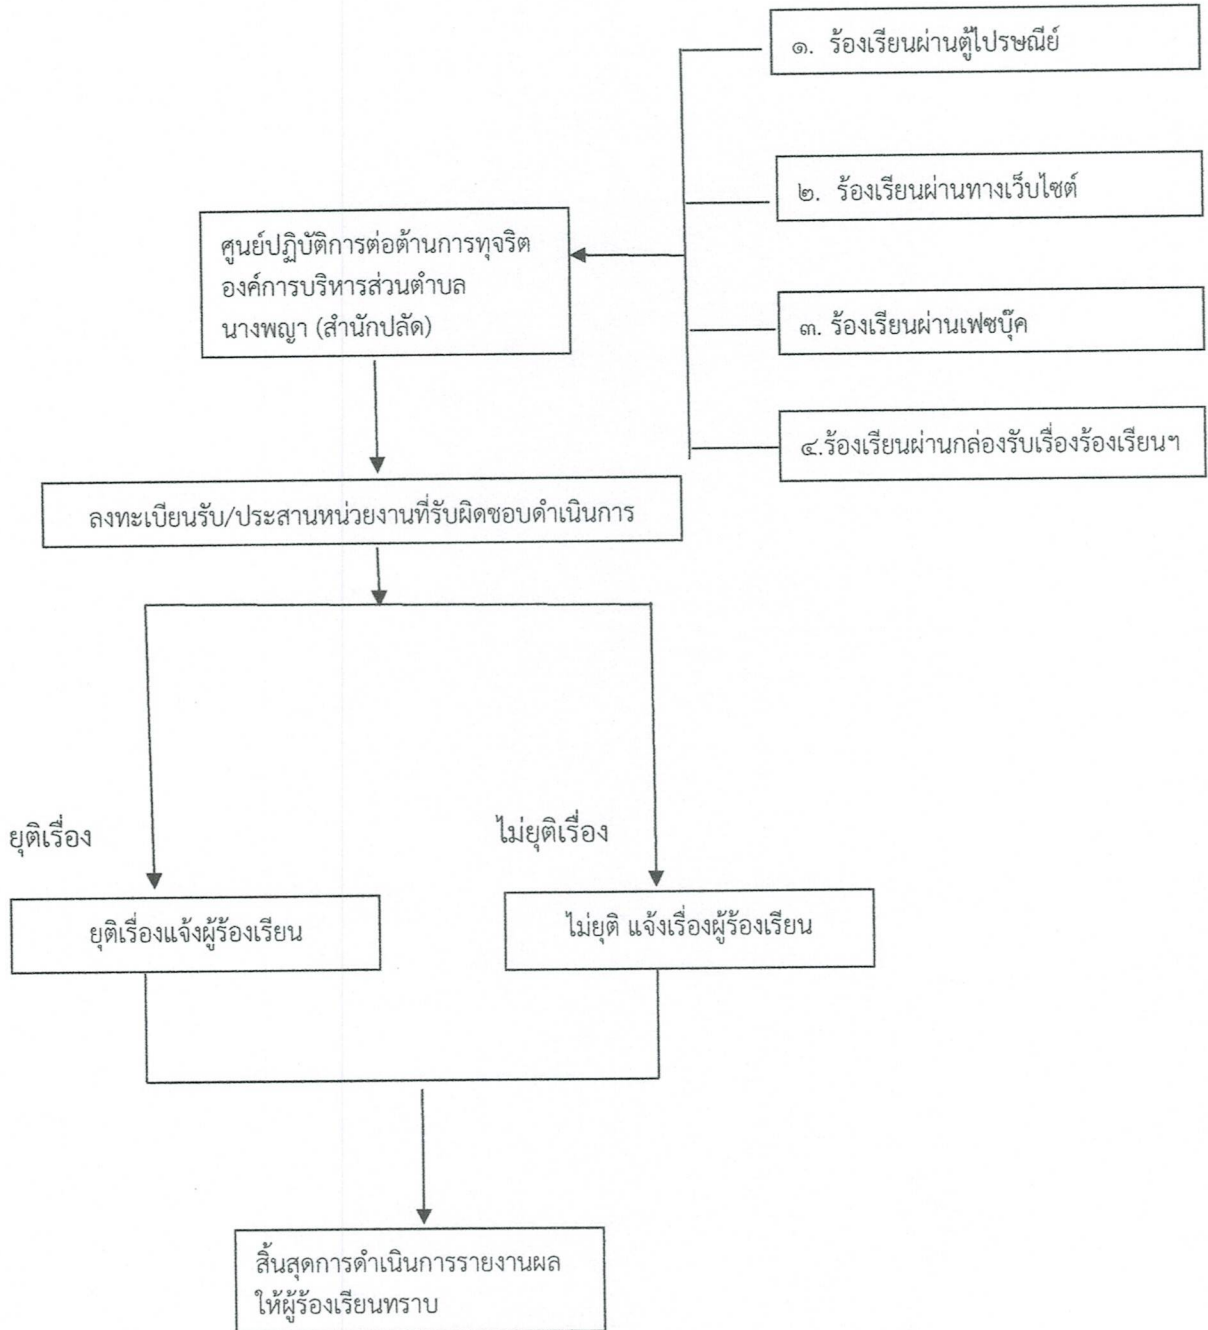 ๑. ร้องเรียนผ่านตู้ไปรษณีย์
๒. ร้องเรียนผ่านทางเว็บไซต์
ศูนย์ปฏิบัติการต่อต้านการทุจริต
องค์การบริหารส่วนตำบล
นางพญา (สำนักปลัด)
๓. ร้องเรียนผ่านเฟซบุ๊ค
๔.ร้องเรียนผ่านกล่องรับเรื่องร้องเรียนฯ
ลงทะเบียนรับ/ประสานหน่วยงานที่รับผิดชอบดำเนินการ
ยุติเรื่อง
ไม่ยุติเรื่อง
ยุติเรื่องแจ้งผู้ร้องเรียน
ไม่ยุติ แจ้งเรื่องผู้ร้องเรียน
สิ้นสุดการดำเนินการรายงานผล
ให้ผู้ร้องเรียนทราบ